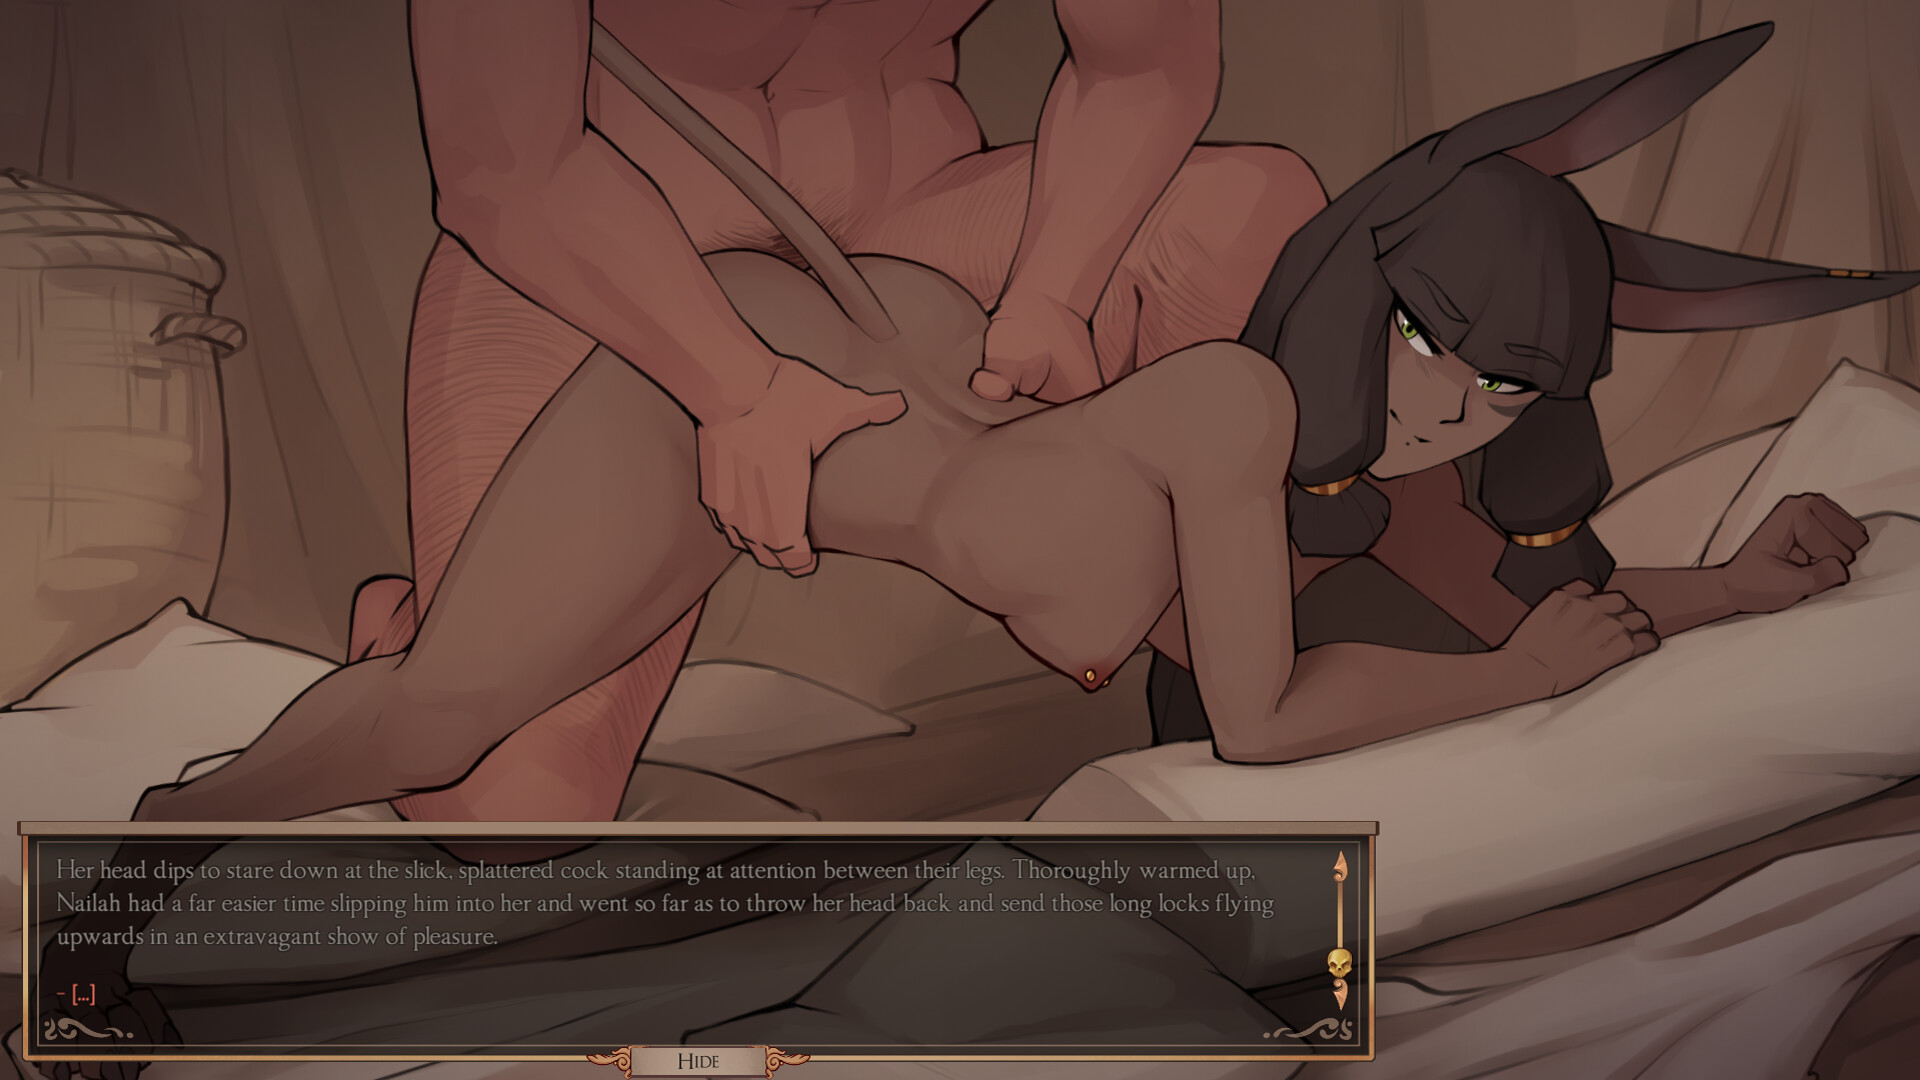 Her head dips to stare down at the slick, splattered cock standing at attention between their legs. Thoroughly warmed up,
Nailah had a far easier time slipping him into her and went so far as to throw her head back and send those long locks flying
upwards in an extravagant show of pleasure.
- [...]
Hide